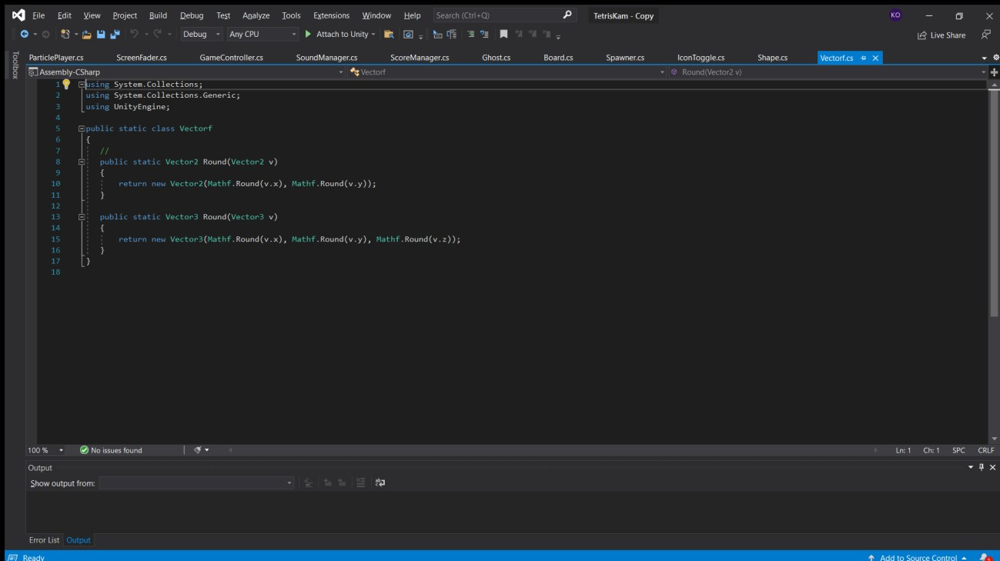 File Edit View Project Build Debug Test Analyze Tools Extensions Window Help Search (Ctrl+Q) TetrisKam - Copy KO
Debug Any CPU Attach to Unity Live Share
Toolbox
ParticlePlayer.cs ScreenFader.cs GameController.cs SoundManager.cs ScoreManager.cs Ghost.cs Board.cs Spawner.cs IconToggle.cs Shape.cs Vectorf.cs
Assembly-CSharp Vectorf Round(Vector2 v)
1 using System.Collections;
2 using System.Collections.Generic;
3 using UnityEngine;
4
5 public static class Vectorf
6 {
7 //
8 public static Vector2 Round(Vector2 v)
9 {
10 return new Vector2(Mathf.Round(v.x), Mathf.Round(v.y));
11 }
12
13 public static Vector3 Round(Vector3 v)
14 {
15 return new Vector3(Mathf.Round(v.x), Mathf.Round(v.y), Mathf.Round(v.z));
16 }
17 }
18
100 % No issues found Ln: 1 Ch: 1 SPC CRLF
Output
Show output from:
Error List Output
Ready Add to Source Control 1